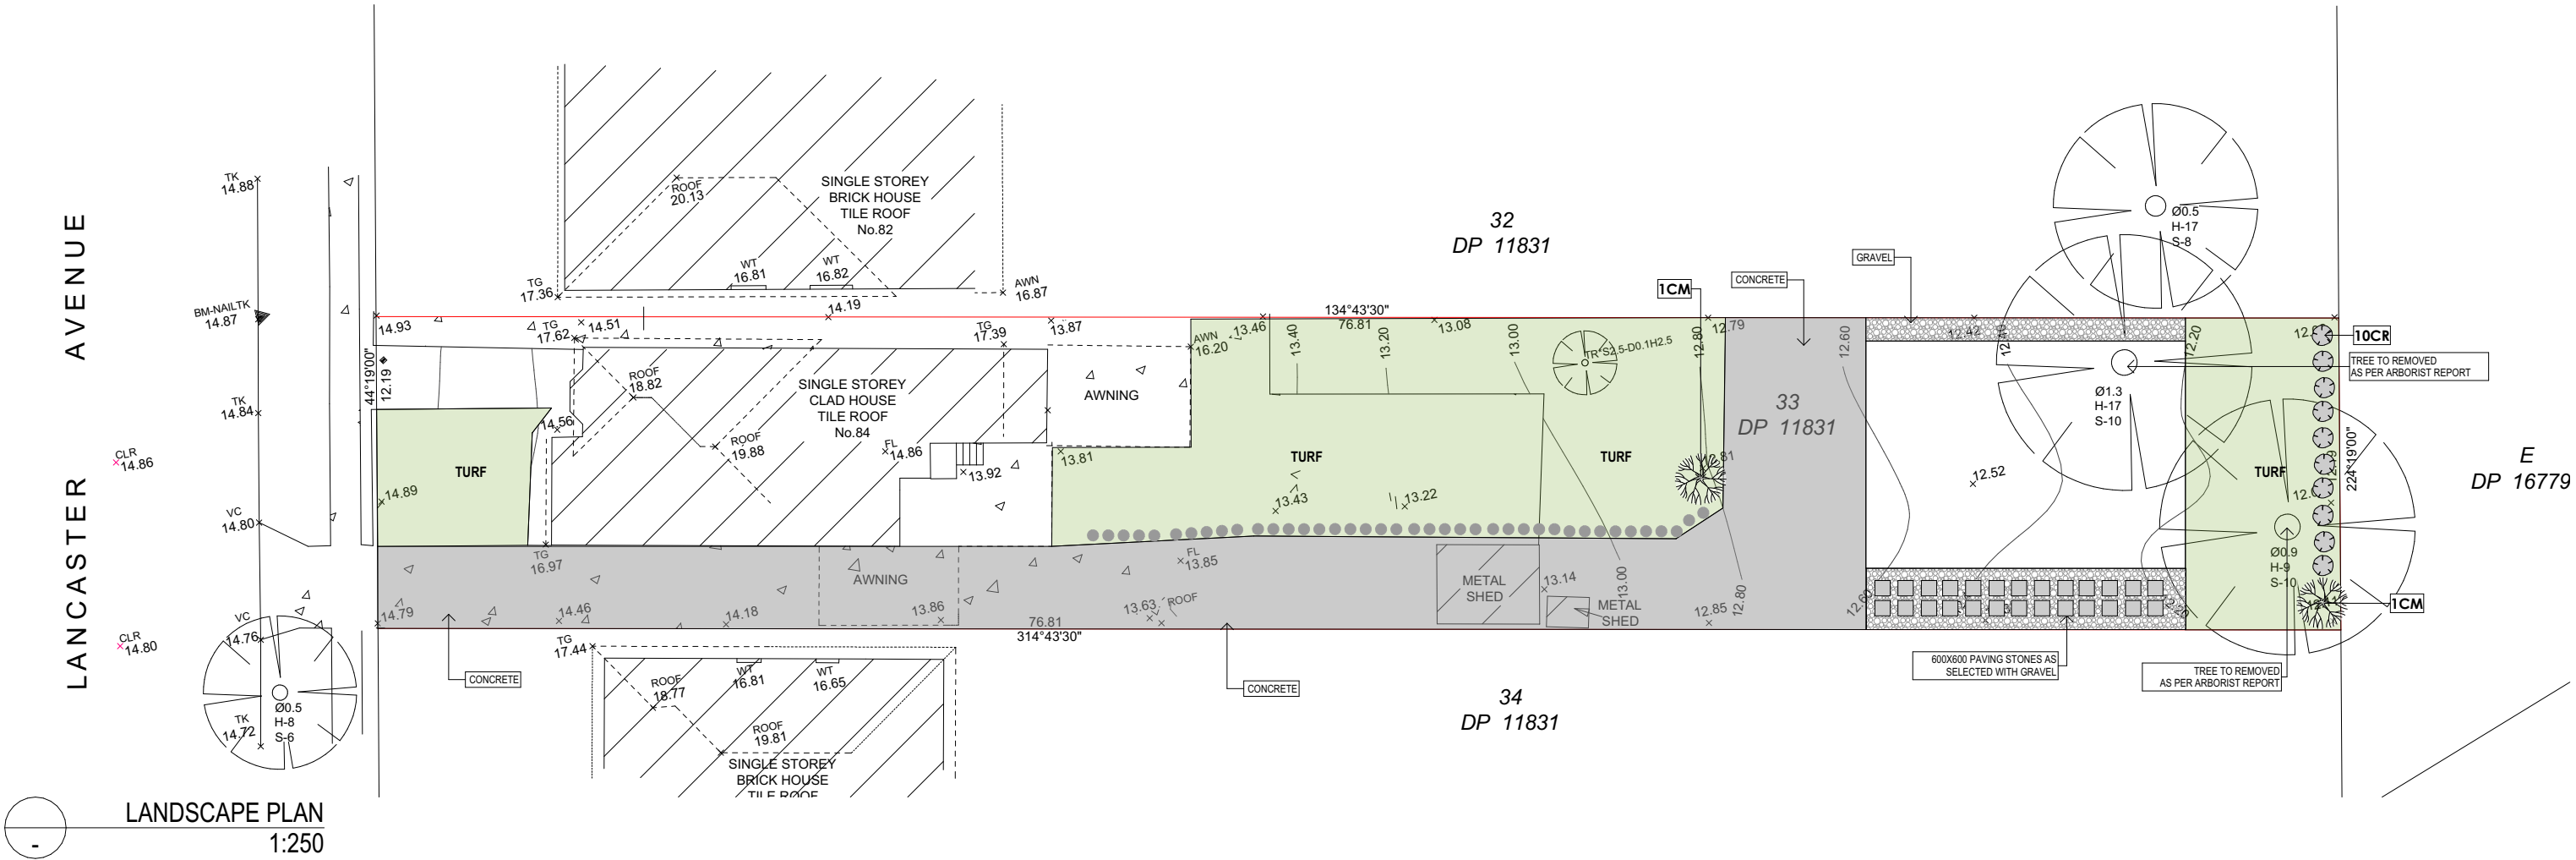 32
DP 11831
SINGLE STOREY
BRICK HOUSE
TILE ROOF
No.82
ROOF
20.13
WT
16.81
WT
16.82
TG
17.36
AWN
16.87
TK
14.88
LANCASTER AVENUE
BM-NAILTK
14.87
14.93
TG
17.62
14.51
14.19
TG
17.39
13.87
134°43'30"
76.81
AWN
16.20
13.46
13.40
13.20
13.08
13.00
TR*S2.5-D0.1H2.5
1CM
12.80
12.79
CONCRETE
GRAVEL
12.60
12.42
12.20
Ø0.5
H-17
S-8
10CR
TREE TO REMOVED
AS PER ARBORIST REPORT
44°19'00"
12.19
ROOF
18.82
SINGLE STOREY
CLAD HOUSE
TILE ROOF
No.84
AWNING
33
DP 11831
Ø1.3
H-17
S-10
TK
14.84
14.56
ROOF
19.88
FL
14.86
13.81
CLR
14.86
TURF
TURF
TURF
TURF
224°19'00"
E
DP 16779
14.89
13.92
13.43
13.22
12.52
VC
14.80
TG
16.97
AWNING
FL
13.85
METAL
SHED
13.14
13.00
METAL
SHED
12.80
12.60
Ø0.9
H-9
S-10
1CM
14.79
14.46
14.18
13.86
13.63
ROOF
12.85
76.81
314°43'30"
VC
14.76
CLR
14.80
TG
17.44
CONCRETE
CONCRETE
600X600 PAVING STONES AS
SELECTED WITH GRAVEL
TREE TO REMOVED
AS PER ARBORIST REPORT
ROOF
18.77
WT
16.81
WT
16.65
34
DP 11831
Ø0.5
H-8
S-6
TK
14.72
ROOF
19.81
SINGLE STOREY
BRICK HOUSE
TILE ROOF
LANDSCAPE PLAN
1:250
-